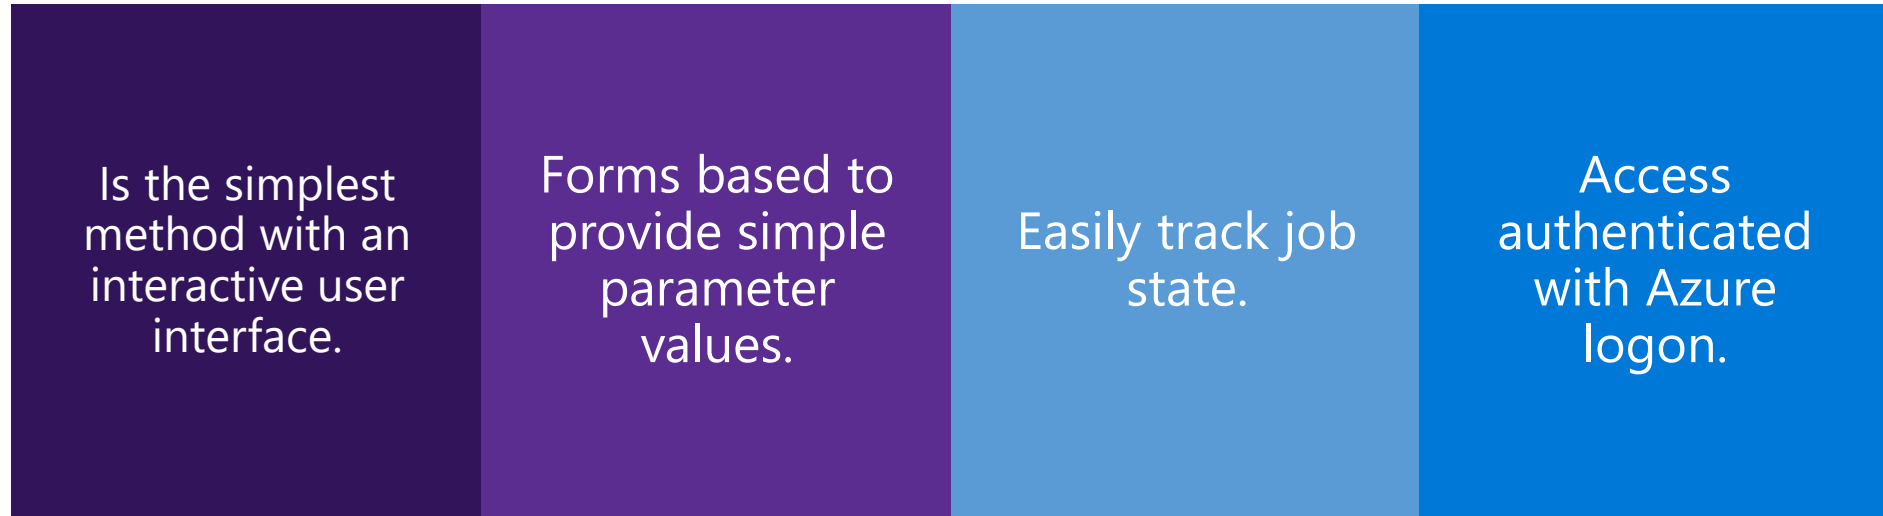 Is the simplest
method with an
interactive user
interface.
Forms based to
provide simple
parameter
values.
Easily track job
state.
Access
authenticated
with Azure
logon.